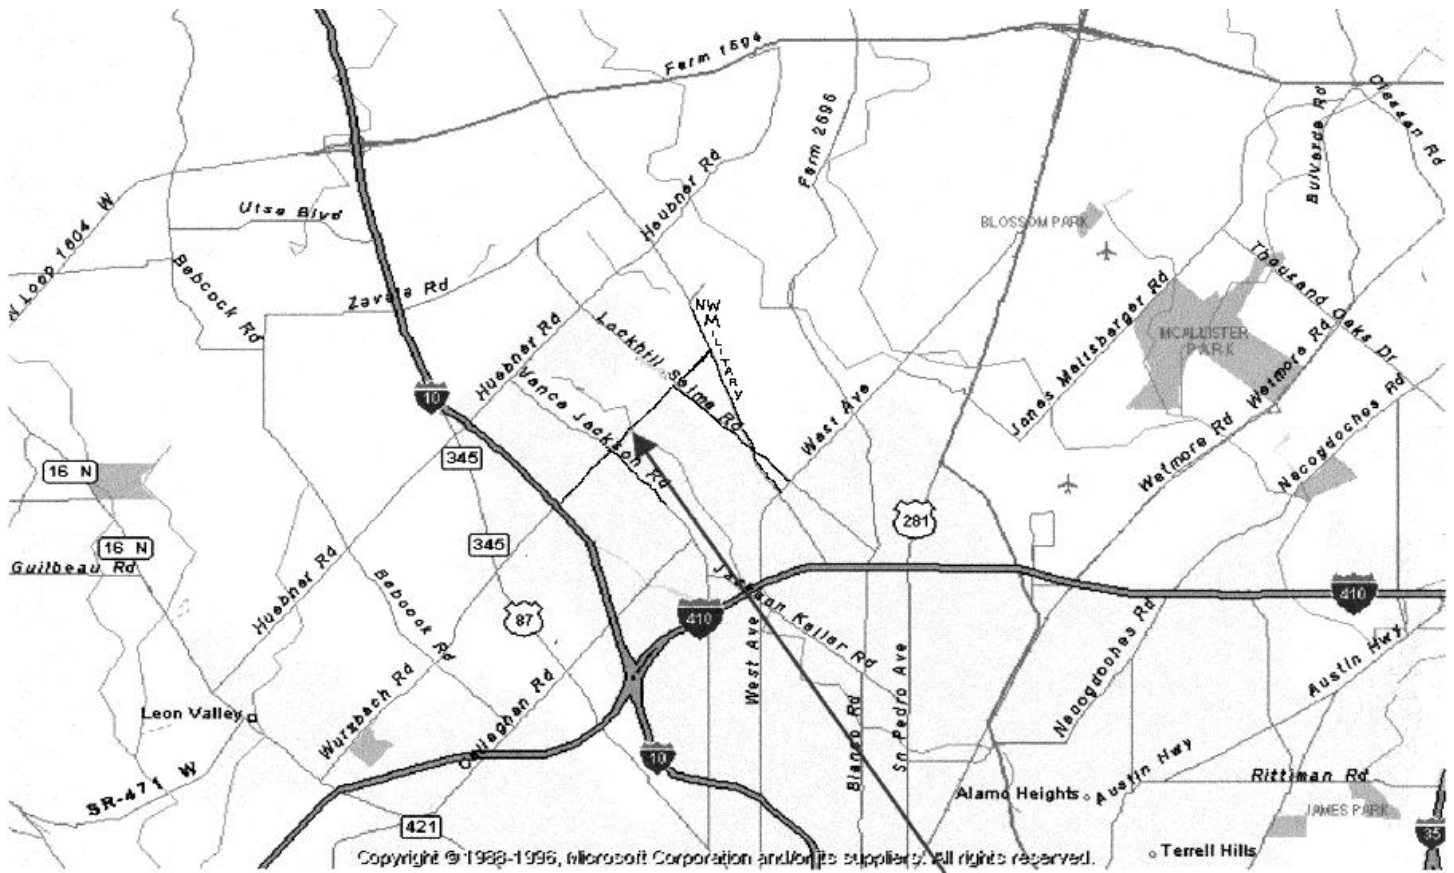 Farm 1604
Farm 2696
Olessan Rd
Bulverde Rd
W Loop 1604 W
Utsa Blvd
Huebner Rd
BLOSSOM PARK
Babcock Rd
Zavala Rd
Thousand Oaks Dr
NW MILITARY
Huebner Rd
Lockhill Selma Rd
Jones Maltsberger Rd
MCALLISTER
PARK
Wetmore Rd
10
Vance Jackson Rd
West Ave
Wetmore Rd
Nacogdoches Rd
345
16 N
281
345
16 N
Guilbeau Rd
Huebner Rd
Babcock Rd
87
410
Jackson Keller Rd
410
West Ave
Nacogdoches Rd
Austin Hwy
Leon Valley
Wurzbach Rd
Callaghan Rd
Blanco Rd
Sn Pedro Ave
10
SR-471 W
Austin Hwy
Rittiman Rd
Alamo Heights
JAMES PARK
421
35
Terrell Hills
Copyright © 1988-1996, Microsoft Corporation and/or its suppliers. All rights reserved.